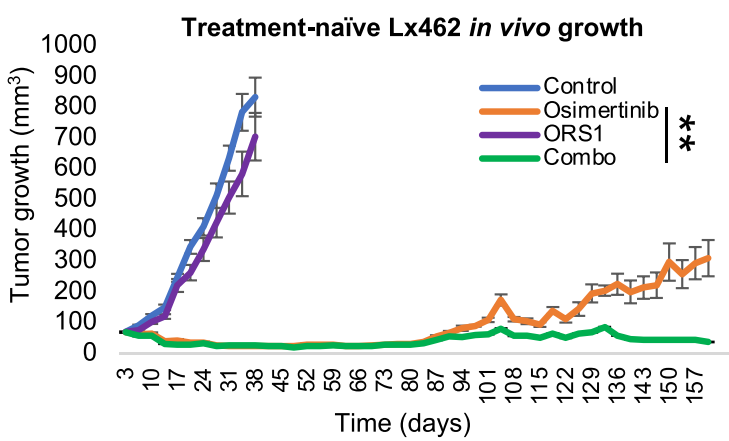 Treatment-naïve Lx462 in vivo growth
Tumor growth (mm3)
1000
900
800
700
600
500
400
300
200
100
0
Control
Osimertinib
ORS1
Combo
**
3 10 17 24 31 38 45 52 59 66 73 80 87 94 101 108 115 122 129 136 143 150 157
Time (days)